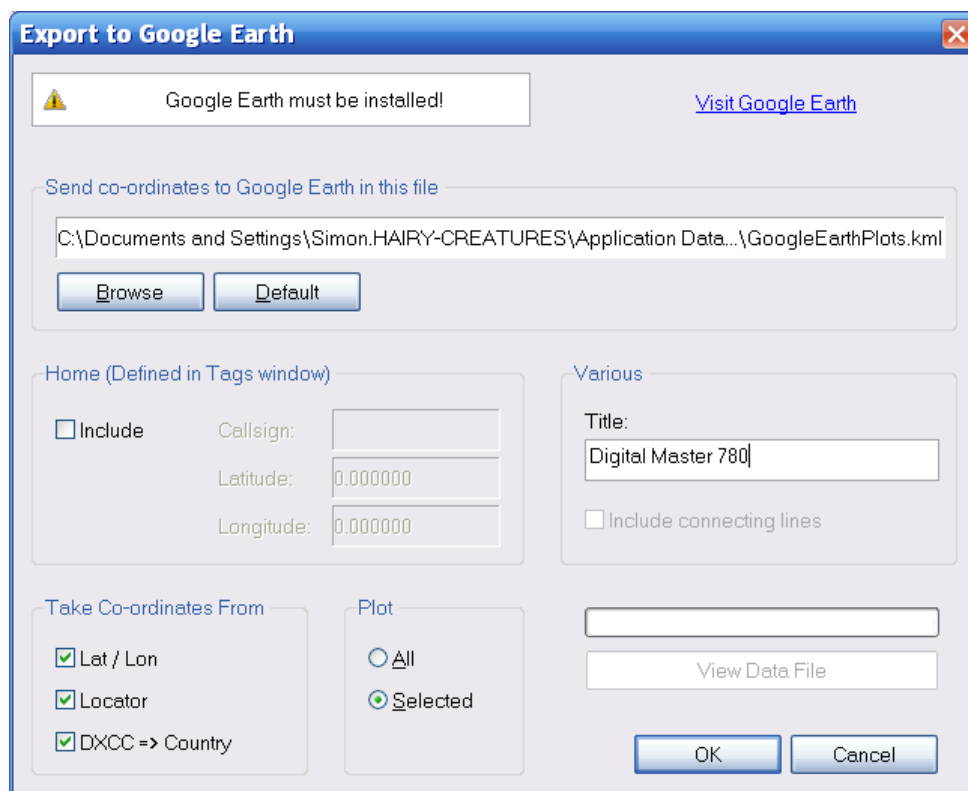 Export to Google Earth
Google Earth must be installed!
Visit Google Earth
Send co-ordinates to Google Earth in this file
C:\Documents and Settings\Simon.HAIRY-CREATURES\Application Data...\GoogleEarthPlots.kml
Browse
Default
Home (Defined in Tags window)
Include
Callsign:
Latitude:
0.000000
Longitude:
0.000000
Various
Title:
Digital Master 780
Include connecting lines
Take Co-ordinates From
Lat / Lon
Locator
DXCC => Country
Plot
All
Selected
View Data File
OK
Cancel